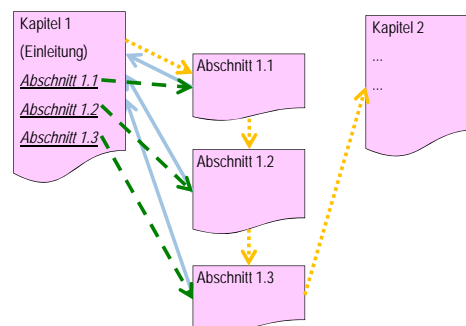 Kapitel 1
(Einleitung)
Abschnitt 1.1
Abschnitt 1.2
Abschnitt 1.3
Abschnitt 1.1
Abschnitt 1.2
Abschnitt 1.3
Kapitel 2
...
...